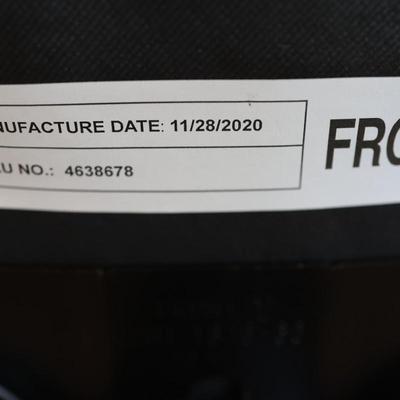 NUFACTURE DATE: 11/28/2020
U NO.: 4638678
FRO